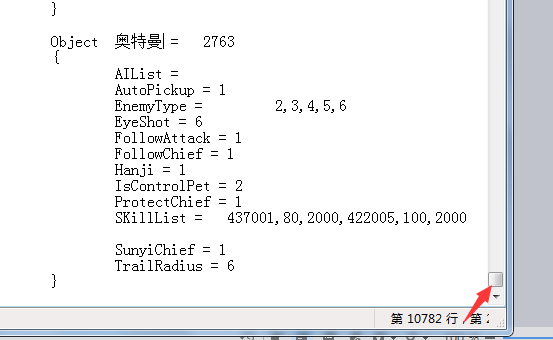 }
Object 奥特曼 = 2763
{
AIList =
AutoPickup = 1
EnemyType = 2,3,4,5,6
EyeShot = 6
FollowAttack = 1
FollowChief = 1
Hanji = 1
IsControlPet = 2
ProtectChief = 1
SKillList = 437001,80,2000,422005,100,2000
SunyiChief = 1
TrailRadius = 6
}
第 10782 行，第 2